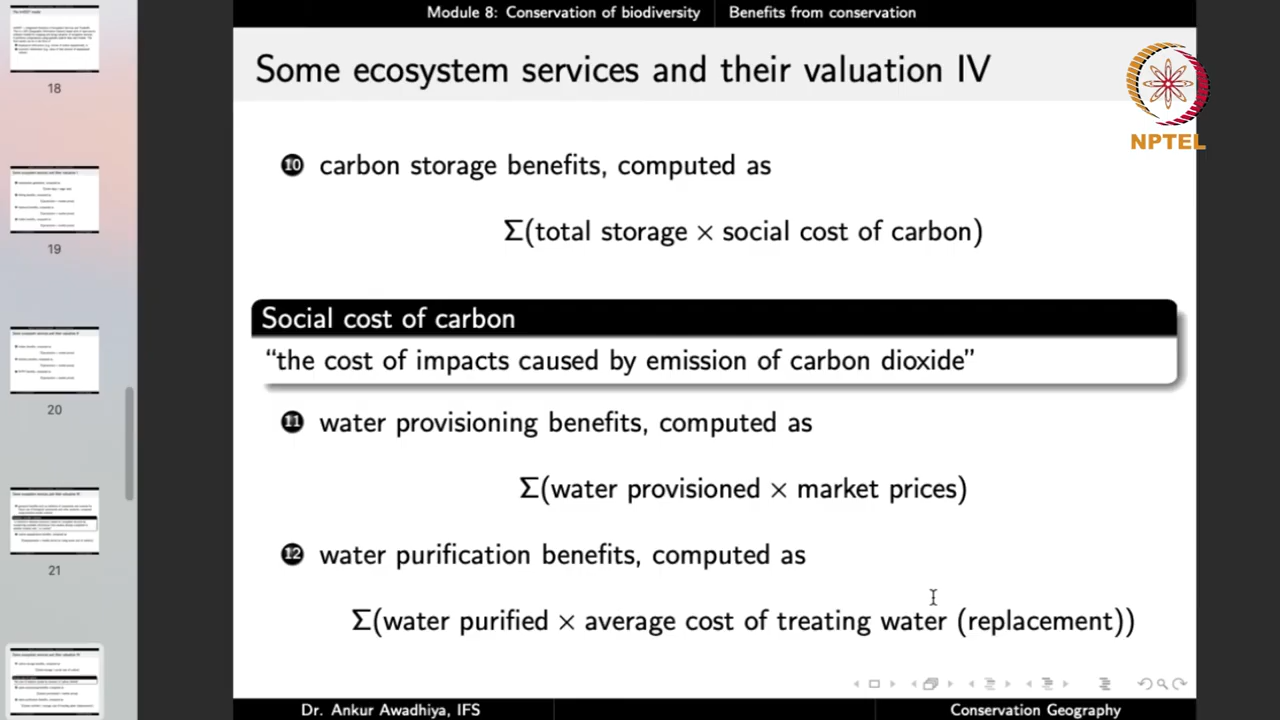 Module 8: Conservation of biodiversity
Benefits from conserva
Some ecosystem services and their valuation IV
NPTEL
10 carbon storage benefits, computed as
Σ(total storage × social cost of carbon)
Social cost of carbon
“the cost of impacts caused by emission of carbon dioxide”
11 water provisioning benefits, computed as
Σ(water provisioned × market prices)
12 water purification benefits, computed as
Σ(water purified × average cost of treating water (replacement))
Dr. Ankur Awadhiya, IFS
Conservation Geography
18
19
20
21